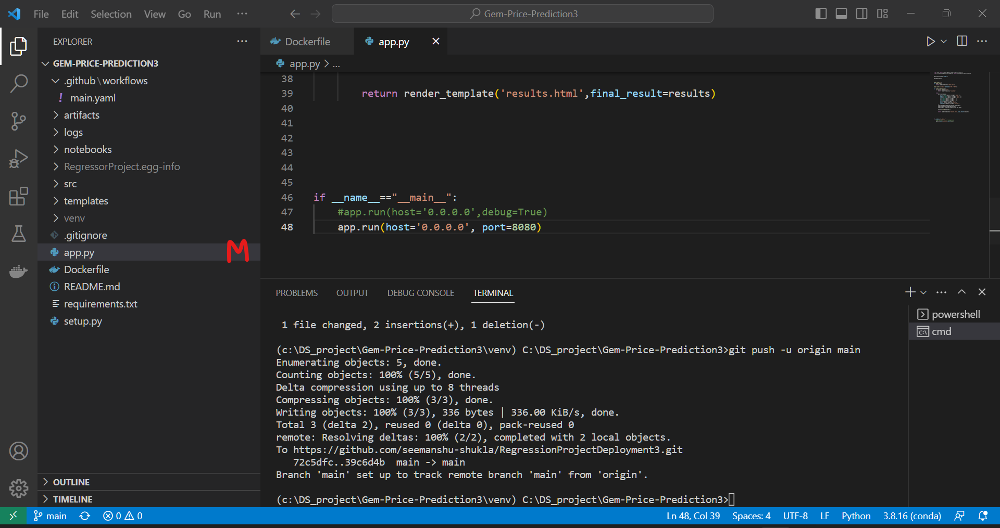 File Edit Selection View Go Run ··· Gem-Price-Prediction3
EXPLORER ···
GEM-PRICE-PREDICTION3
.github\workflows
! main.yaml
artifacts
logs
notebooks
RegressorProject.egg-info
src
templates
venv
.gitignore
app.py M
Dockerfile
README.md
requirements.txt
setup.py
OUTLINE
TIMELINE
Dockerfile app.py
app.py > ...
38
39 return render_template('results.html',final_result=results)
40
41
42
43
44
45
46 if __name__=="__main__":
47 #app.run(host='0.0.0.0',debug=True)
48 app.run(host='0.0.0.0', port=8080)
PROBLEMS OUTPUT DEBUG CONSOLE TERMINAL
powershell
cmd
1 file changed, 2 insertions(+), 1 deletion(-)
(c:\DS_project\Gem-Price-Prediction3\venv) C:\DS_project\Gem-Price-Prediction3>git push -u origin main
Enumerating objects: 5, done.
Counting objects: 100% (5/5), done.
Delta compression using up to 8 threads
Compressing objects: 100% (3/3), done.
Writing objects: 100% (3/3), 336 bytes | 336.00 KiB/s, done.
Total 3 (delta 2), reused 0 (delta 0), pack-reused 0
remote: Resolving deltas: 100% (2/2), completed with 2 local objects.
To https://github.com/seemanshu-shukla/RegressionProjectDeployment3.git
72c5dfc..39c6d4b main -> main
Branch 'main' set up to track remote branch 'main' from 'origin'.
(c:\DS_project\Gem-Price-Prediction3\venv) C:\DS_project\Gem-Price-Prediction3>
main 0 0 Ln 48, Col 39 Spaces: 4 UTF-8 LF Python 3.8.16 (conda)